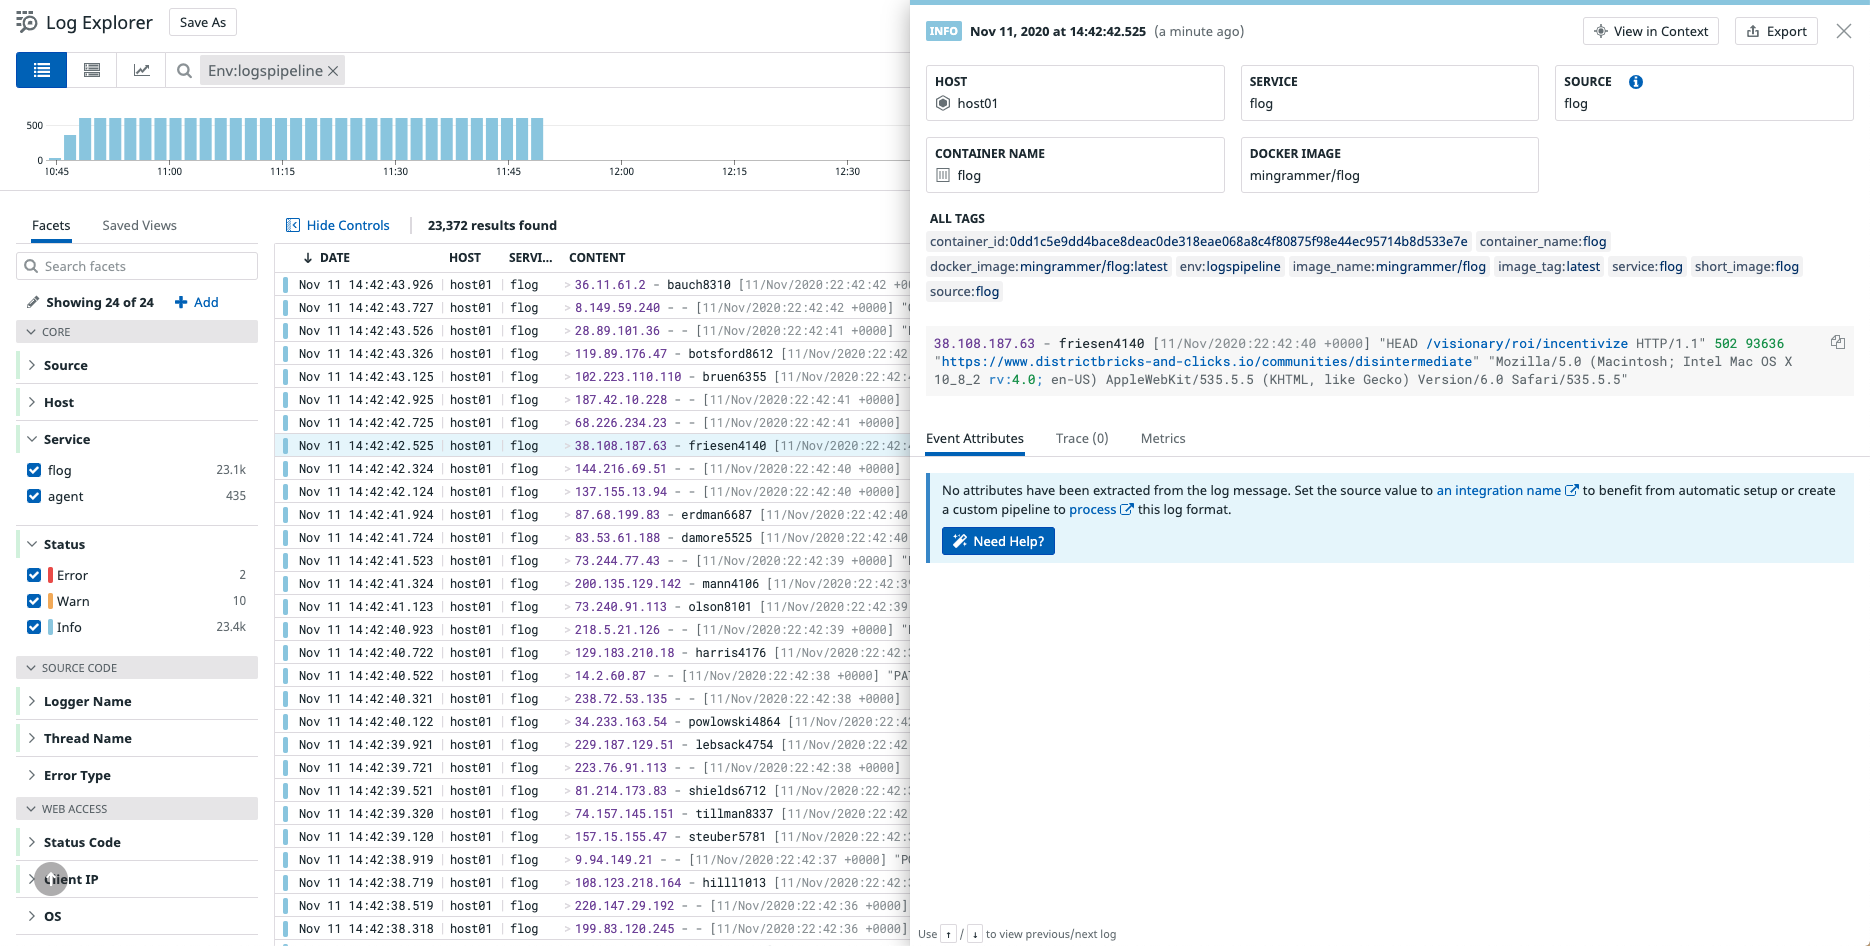 Log Explorer
Save As
Env:logspipeline
500
0
10:45 11:00 11:15 11:30 11:45 12:00 12:15 12:30
Facets Saved Views
Search facets
Showing 24 of 24 Add
CORE
Source
Host
Service
flog 23.1k
agent 435
Status
Error 2
Warn 10
Info 23.4k
SOURCE CODE
Logger Name
Thread Name
Error Type
WEB ACCESS
Status Code
IP
OS
Hide Controls 23,372 results found
DATE HOST SERVI... CONTENT
Nov 11 14:42:43.926 host01 flog > 36.11.61.2 - bauch8310 [11/Nov/2020:22:42:42 +0
Nov 11 14:42:43.727 host01 flog > 8.149.59.240 - - [11/Nov/2020:22:42:42 +0000] "
Nov 11 14:42:43.526 host01 flog > 28.89.101.36 - - [11/Nov/2020:22:42:41 +0000] "
Nov 11 14:42:43.326 host01 flog > 119.89.176.47 - botsford8612 [11/Nov/2020:22:42:
Nov 11 14:42:43.125 host01 flog > 102.223.110.110 - bruen6355 [11/Nov/2020:22:42:
Nov 11 14:42:42.925 host01 flog > 187.42.10.228 - - [11/Nov/2020:22:42:41 +0000]
Nov 11 14:42:42.725 host01 flog > 68.226.234.23 - - [11/Nov/2020:22:42:41 +0000]
Nov 11 14:42:42.525 host01 flog > 38.108.187.63 - friesen4140 [11/Nov/2020:22:42:
Nov 11 14:42:42.324 host01 flog > 144.216.69.51 - - [11/Nov/2020:22:42:40 +0000]
Nov 11 14:42:42.124 host01 flog > 137.155.13.94 - - [11/Nov/2020:22:42:40 +0000]
Nov 11 14:42:41.924 host01 flog > 87.68.199.83 - erdman6687 [11/Nov/2020:22:42:40
Nov 11 14:42:41.724 host01 flog > 83.53.61.188 - damore5525 [11/Nov/2020:22:42:40
Nov 11 14:42:41.523 host01 flog > 73.244.77.43 - - [11/Nov/2020:22:42:39 +0000] "
Nov 11 14:42:41.324 host01 flog > 200.135.129.142 - mann4106 [11/Nov/2020:22:42:39
Nov 11 14:42:41.123 host01 flog > 73.240.91.113 - olson8101 [11/Nov/2020:22:42:39
Nov 11 14:42:40.923 host01 flog > 218.5.21.126 - - [11/Nov/2020:22:42:39 +0000] "
Nov 11 14:42:40.722 host01 flog > 129.183.210.18 - harris4176 [11/Nov/2020:22:42:
Nov 11 14:42:40.522 host01 flog > 14.2.60.87 - - [11/Nov/2020:22:42:38 +0000] "PA
Nov 11 14:42:40.321 host01 flog > 238.72.53.135 - - [11/Nov/2020:22:42:38 +0000]
Nov 11 14:42:40.122 host01 flog > 34.233.163.54 - powlowski4864 [11/Nov/2020:22:42
Nov 11 14:42:39.921 host01 flog > 229.187.129.51 - lebsack4754 [11/Nov/2020:22:42
Nov 11 14:42:39.721 host01 flog > 223.76.91.113 - - [11/Nov/2020:22:42:38 +0000]
Nov 11 14:42:39.521 host01 flog > 81.214.173.83 - shields6712 [11/Nov/2020:22:42:
Nov 11 14:42:39.320 host01 flog > 74.157.145.151 - tillman8337 [11/Nov/2020:22:42
Nov 11 14:42:39.120 host01 flog > 157.15.155.47 - steuber5781 [11/Nov/2020:22:42:
Nov 11 14:42:38.919 host01 flog > 9.94.149.21 - - [11/Nov/2020:22:42:37 +0000] "P
Nov 11 14:42:38.719 host01 flog > 108.123.218.164 - hilll1013 [11/Nov/2020:22:42:
Nov 11 14:42:38.519 host01 flog > 220.147.29.192 - - [11/Nov/2020:22:42:36 +0000]
Nov 11 14:42:38.318 host01 flog > 199.83.120.245 - - [11/Nov/2020:22:42:36 +0000]
INFO Nov 11, 2020 at 14:42:42.525 (a minute ago) View in Context Export
HOST
host01
SERVICE
flog
SOURCE
flog
CONTAINER NAME
flog
DOCKER IMAGE
mingrammer/flog
ALL TAGS
container_id:0dd1c5e9dd4bace8deac0de318eae068a8c4f80875f98e44ec95714b8d533e7e container_name:flog
docker_image:mingrammer/flog:latest env:logspipeline image_name:mingrammer/flog image_tag:latest service:flog short_image:flog
source:flog
38.108.187.63 - friesen4140 [11/Nov/2020:22:42:40 +0000] "HEAD /visionary/roi/incentivize HTTP/1.1" 502 93636
"https://www.districtbricks-and-clicks.io/communities/disintermediate" "Mozilla/5.0 (Macintosh; Intel Mac OS X
10_8_2 rv:4.0; en-US) AppleWebKit/535.5.5 (KHTML, like Gecko) Version/6.0 Safari/535.5.5"
Event Attributes Trace (0) Metrics
No attributes have been extracted from the log message. Set the source value to an integration name to benefit from automatic setup or create
a custom pipeline to process this log format.
Need Help?
Use ↑ / ↓ to view previous/next log